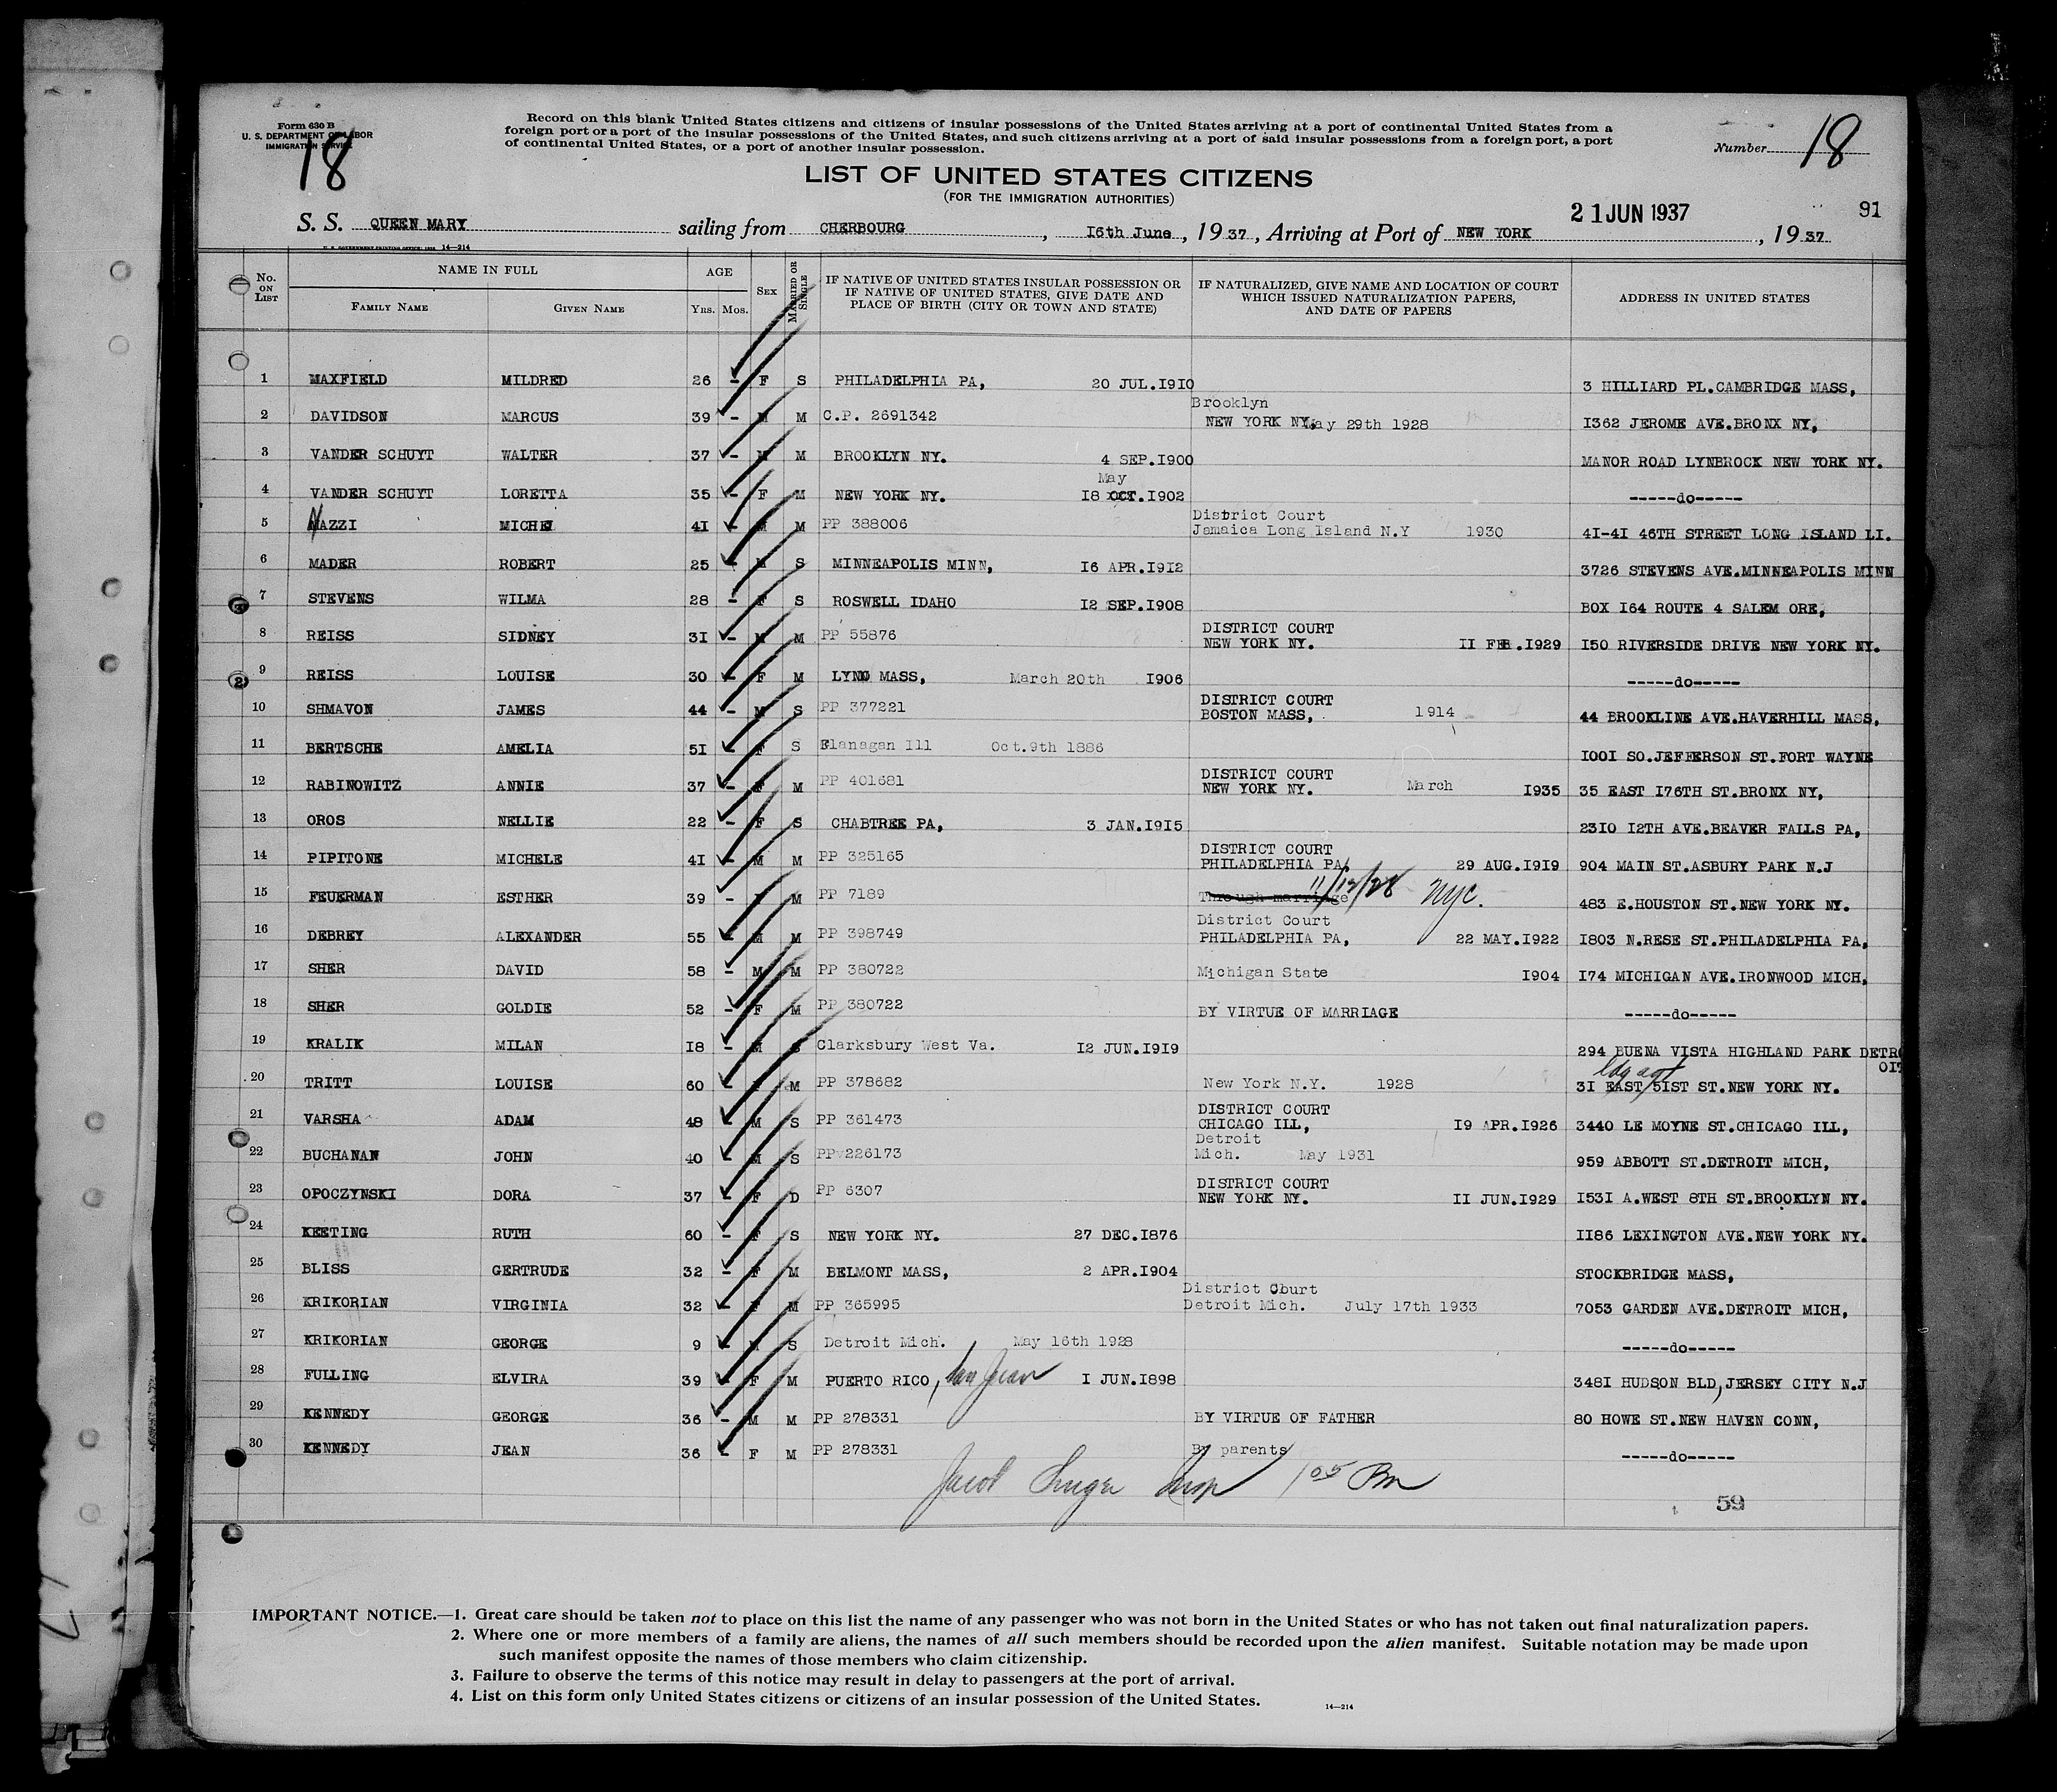 Form 630 B
U. S. DEPARTMENT OF LABOR
IMMIGRATION SERVICE
18
Record on this blank United States citizens and citizens of insular possessions of the United States arriving at a port of continental United States from a
foreign port or a port of the insular possessions of the United States, and such citizens arriving at a port of said insular possessions from a foreign port, a port
of continental United States, or a port of another insular possession.
Number 18
LIST OF UNITED STATES CITIZENS
(FOR THE IMMIGRATION AUTHORITIES)
21 JUN 1937
91
S. S. QUEEN MARY sailing from CHERBOURG, 16th June, 1937, Arriving at Port of NEW YORK, 1937
U. S. GOVERNMENT PRINTING OFFICE: 14—214
No. ON LIST NAME IN FULL FAMILY NAME GIVEN NAME AGE YRS. MOS. SEX MARRIED OR SINGLE IF NATIVE OF UNITED STATES INSULAR POSSESSION OR IF NATIVE OF UNITED STATES, GIVE DATE AND PLACE OF BIRTH (CITY OR TOWN AND STATE) IF NATURALIZED, GIVE NAME AND LOCATION OF COURT WHICH ISSUED NATURALIZATION PAPERS, AND DATE OF PAPERS ADDRESS IN UNITED STATES
1 MAXFIELD MILDRED 26 - F S PHILADELPHIA PA, 20 JUL.1910 3 HILLIARD PL.CAMBRIDGE MASS,
2 DAVIDSON MARCUS 39 - M M C.P. 2691342 Brooklyn NEW YORK NY, May 29th 1928 1362 JEROME AVE.BRONX NY,
3 VANDER SCHUYT WALTER 37 - M M BROOKLYN NY. 4 SEP.1900 MANOR ROAD LYNBROCK NEW YORK NY.
4 VANDER SCHUYT LORETTA 35 - F M NEW YORK NY. May 18 OCT.1902 -----do-----
5 NAZZI MICHEL 41 - M M PP 388006 District Court Jamaica Long Island N.Y 1930 41-41 46TH STREET LONG ISLAND LI.
6 MADER ROBERT 25 - M S MINNEAPOLIS MINN, 16 APR.1912 3726 STEVENS AVE.MINNEAPOLIS MINN
7 STEVENS WILMA 28 - F S ROSWELL IDAHO 12 SEP.1908 BOX 164 ROUTE 4 SALEM ORE,
8 REISS SIDNEY 31 - M M PP 55876 DISTRICT COURT NEW YORK NY. 11 FEB.1929 150 RIVERSIDE DRIVE NEW YORK NY.
9 REISS LOUISE 30 - F M LYNN MASS, March 20th 1906 -----do-----
10 SHMAVON JAMES 44 - M S PP 377221 DISTRICT COURT BOSTON MASS, 1914 44 BROOKLINE AVE.HAVERHILL MASS,
11 BERTSCHE AMELIA 51 - F S Flanagan Ill Oct.9th 1886 1001 SO.JEFFERSON ST.FORT WAYNE
12 RABINOWITZ ANNIE 37 - F M PP 401681 DISTRICT COURT NEW YORK NY. March 1935 35 EAST 176TH ST.BRONX NY,
13 OROS NELLIE 22 - F S CHABTREE PA, 3 JAN.1915 2310 12TH AVE.BEAVER FALLS PA,
14 PIPITONE MICHELE 41 - M M PP 325165 DISTRICT COURT PHILADELPHIA PA, 29 AUG.1919 904 MAIN ST.ASBURY PARK N.J
15 FEUERMAN ESTHER 39 - F M PP 7189 Through marriage 11/12/28 NYC. 483 E.HOUSTON ST.NEW YORK NY.
16 DEBREY ALEXANDER 55 - M M PP 398749 District Court PHILADELPHIA PA, 22 MAY.1922 1803 N.RESE ST.PHILADELPHIA PA,
17 SHER DAVID 58 - M M PP 380722 Michigan State 1904 174 MICHIGAN AVE.IRONWOOD MICH,
18 SHER GOLDIE 52 - F M PP 380722 BY VIRTUE OF MARRIAGE -----do-----
19 KRALIK MILAN 18 - M S Clarksbury West Va. 12 JUN.1919 294 BUENA VISTA HIGHLAND PARK DETROIT
20 TRITT LOUISE 60 - F M PP 378682 New York N.Y. 1928 31 EAST 51ST ST.NEW YORK NY.
21 VARSHA ADAM 48 - M S PP 361473 DISTRICT COURT CHICAGO ILL, 19 APR.1926 3440 LE MOYNE ST.CHICAGO ILL,
22 BUCHANAN JOHN 40 - M S PP 226173 Detroit Mich. May 1931 959 ABBOTT ST.DETROIT MICH,
23 OPOCZYNSKI DORA 37 - F D PP 6307 DISTRICT COURT NEW YORK NY. 11 JUN.1929 1531 A.WEST 8TH ST.BROOKLYN NY.
24 KEETING RUTH 60 - F S NEW YORK NY. 27 DEC.1876 1186 LEXINGTON AVE.NEW YORK NY.
25 BLISS GERTRUDE 32 - F M BELMONT MASS, 2 APR.1904 STOCKBRIDGE MASS,
26 KRIKORIAN VIRGINIA 32 - F M PP 365995 District Court Detroit Mich. July 17th 1933 7053 GARDEN AVE.DETROIT MICH,
27 KRIKORIAN GEORGE 9 - M S Detroit Mich. May 16th 1928 -----do-----
28 FULLING ELVIRA 39 - F M PUERTO RICO, San Juan 1 JUN.1898 3481 HUDSON BLD,JERSEY CITY N.J
29 KENNEDY GEORGE 36 - M M PP 278331 BY VIRTUE OF FATHER 80 HOWE ST.NEW HAVEN CONN,
30 KENNEDY JEAN 36 - F M PP 278331 By parents -----do-----
Jacob Insp 1 05 Pm
59
IMPORTANT NOTICE.—1. Great care should be taken not to place on this list the name of any passenger who was not born in the United States or who has not taken out final naturalization papers.
2. Where one or more members of a family are aliens, the names of all such members should be recorded upon the alien manifest. Suitable notation may be made upon
such manifest opposite the names of those members who claim citizenship.
3. Failure to observe the terms of this notice may result in delay to passengers at the port of arrival.
4. List on this form only United States citizens or citizens of an insular possession of the United States.
14—214